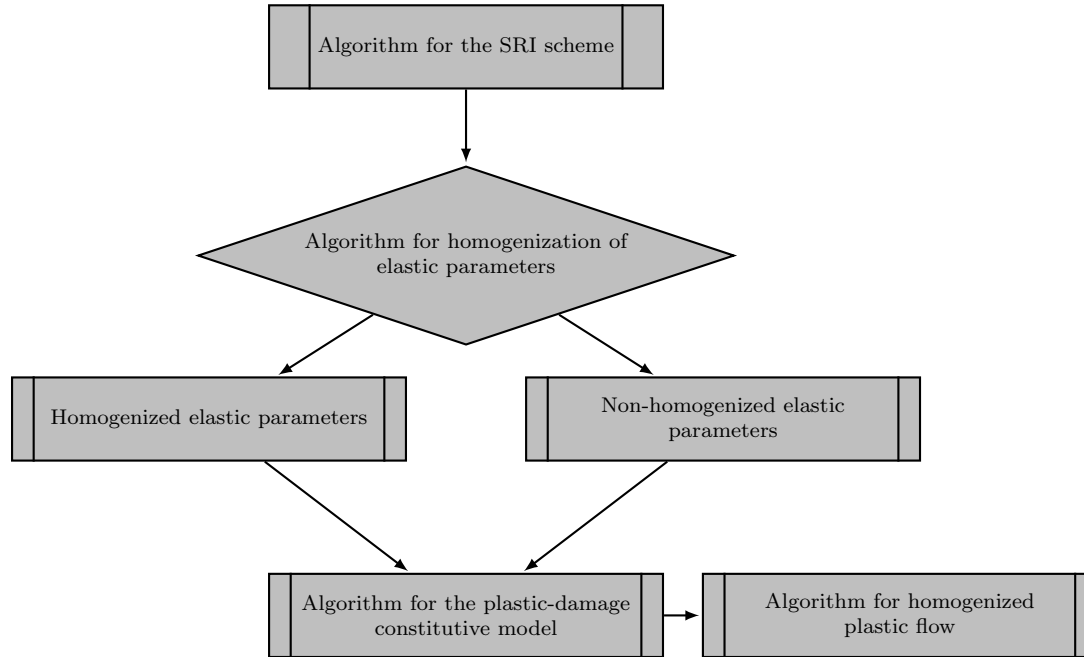 Algorithm for the SRI scheme
Algorithm for homogenization of
elastic parameters
Homogenized elastic parameters
Non-homogenized elastic
parameters
Algorithm for the plastic-damage
constitutive model
Algorithm for homogenized
plastic flow